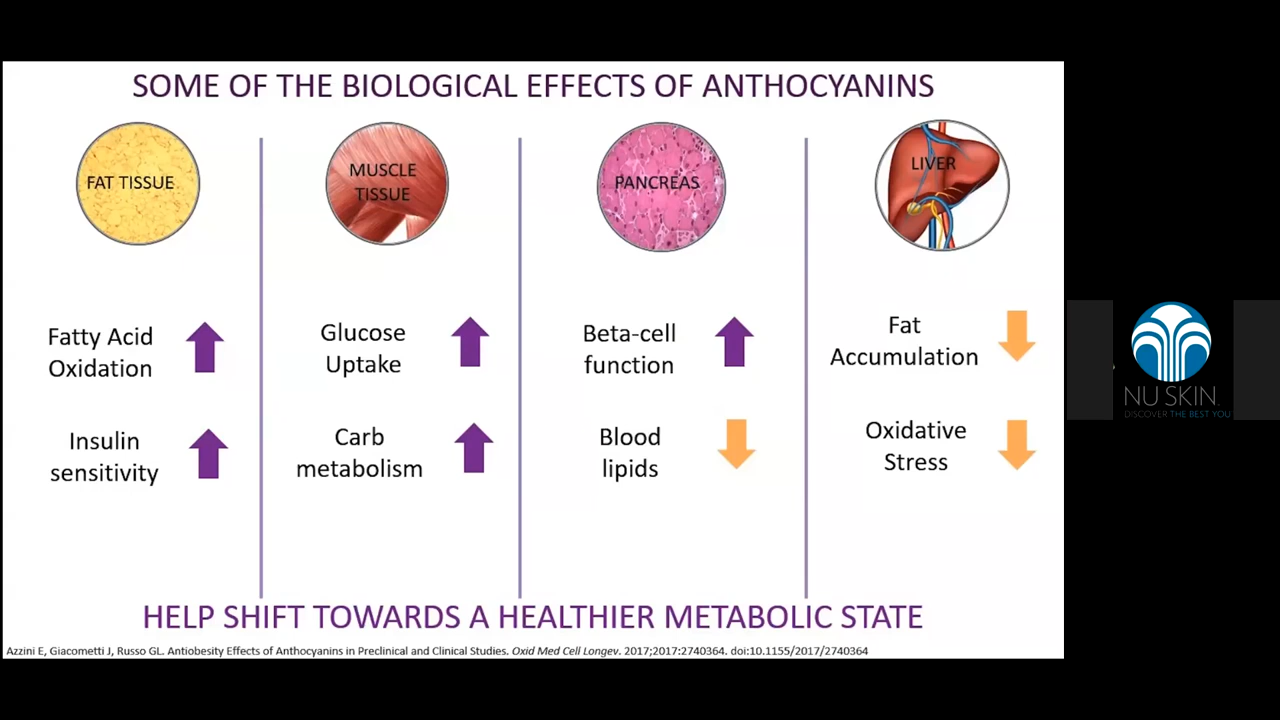 SOME OF THE BIOLOGICAL EFFECTS OF ANTHOCYANINS
FAT TISSUE
MUSCLE
TISSUE
PANCREAS
LIVER
Fatty Acid
Oxidation
Glucose
Uptake
Beta-cell
function
Fat
Accumulation
Insulin
sensitivity
Carb
metabolism
Blood
lipids
Oxidative
Stress
HELP SHIFT TOWARDS A HEALTHIER METABOLIC STATE
Azzini E, Giacometti J, Russo GL. Antiobesity Effects of Anthocyanins in Preclinical and Clinical Studies. Oxid Med Cell Longev. 2017;2017:2740364. doi:10.1155/2017/2740364
NU SKIN.
DISCOVER THE BEST YOU